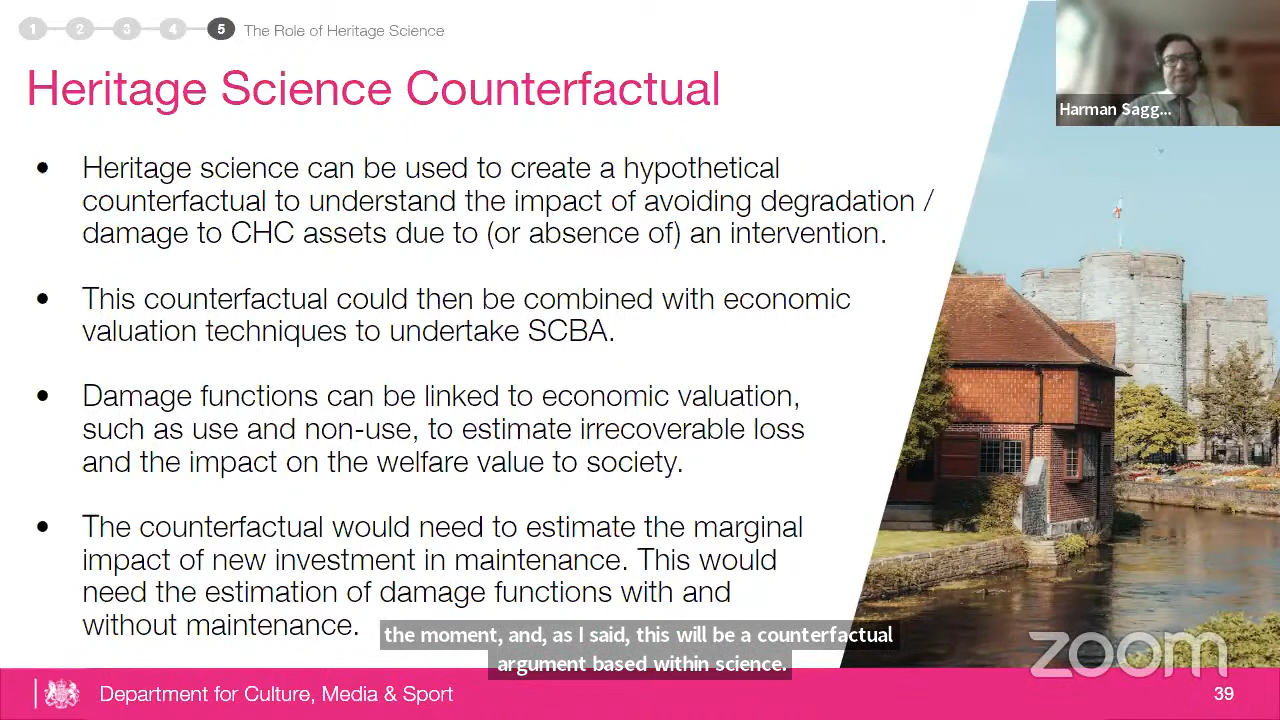 1 2 3 4 5 The Role of Heritage Science
Heritage Science Counterfactual
Harman Sagg...
• Heritage science can be used to create a hypothetical
counterfactual to understand the impact of avoiding degradation /
damage to CHC assets due to (or absence of) an intervention.
• This counterfactual could then be combined with economic
valuation techniques to undertake SCBA.
• Damage functions can be linked to economic valuation,
such as use and non-use, to estimate irrecoverable loss
and the impact on the welfare value to society.
• The counterfactual would need to estimate the marginal
impact of new investment in maintenance. This would
need the estimation of damage functions with and
without maintenance.
the moment, and, as I said, this will be a counterfactual
argument based within science.
zoom
Department for Culture, Media & Sport
39